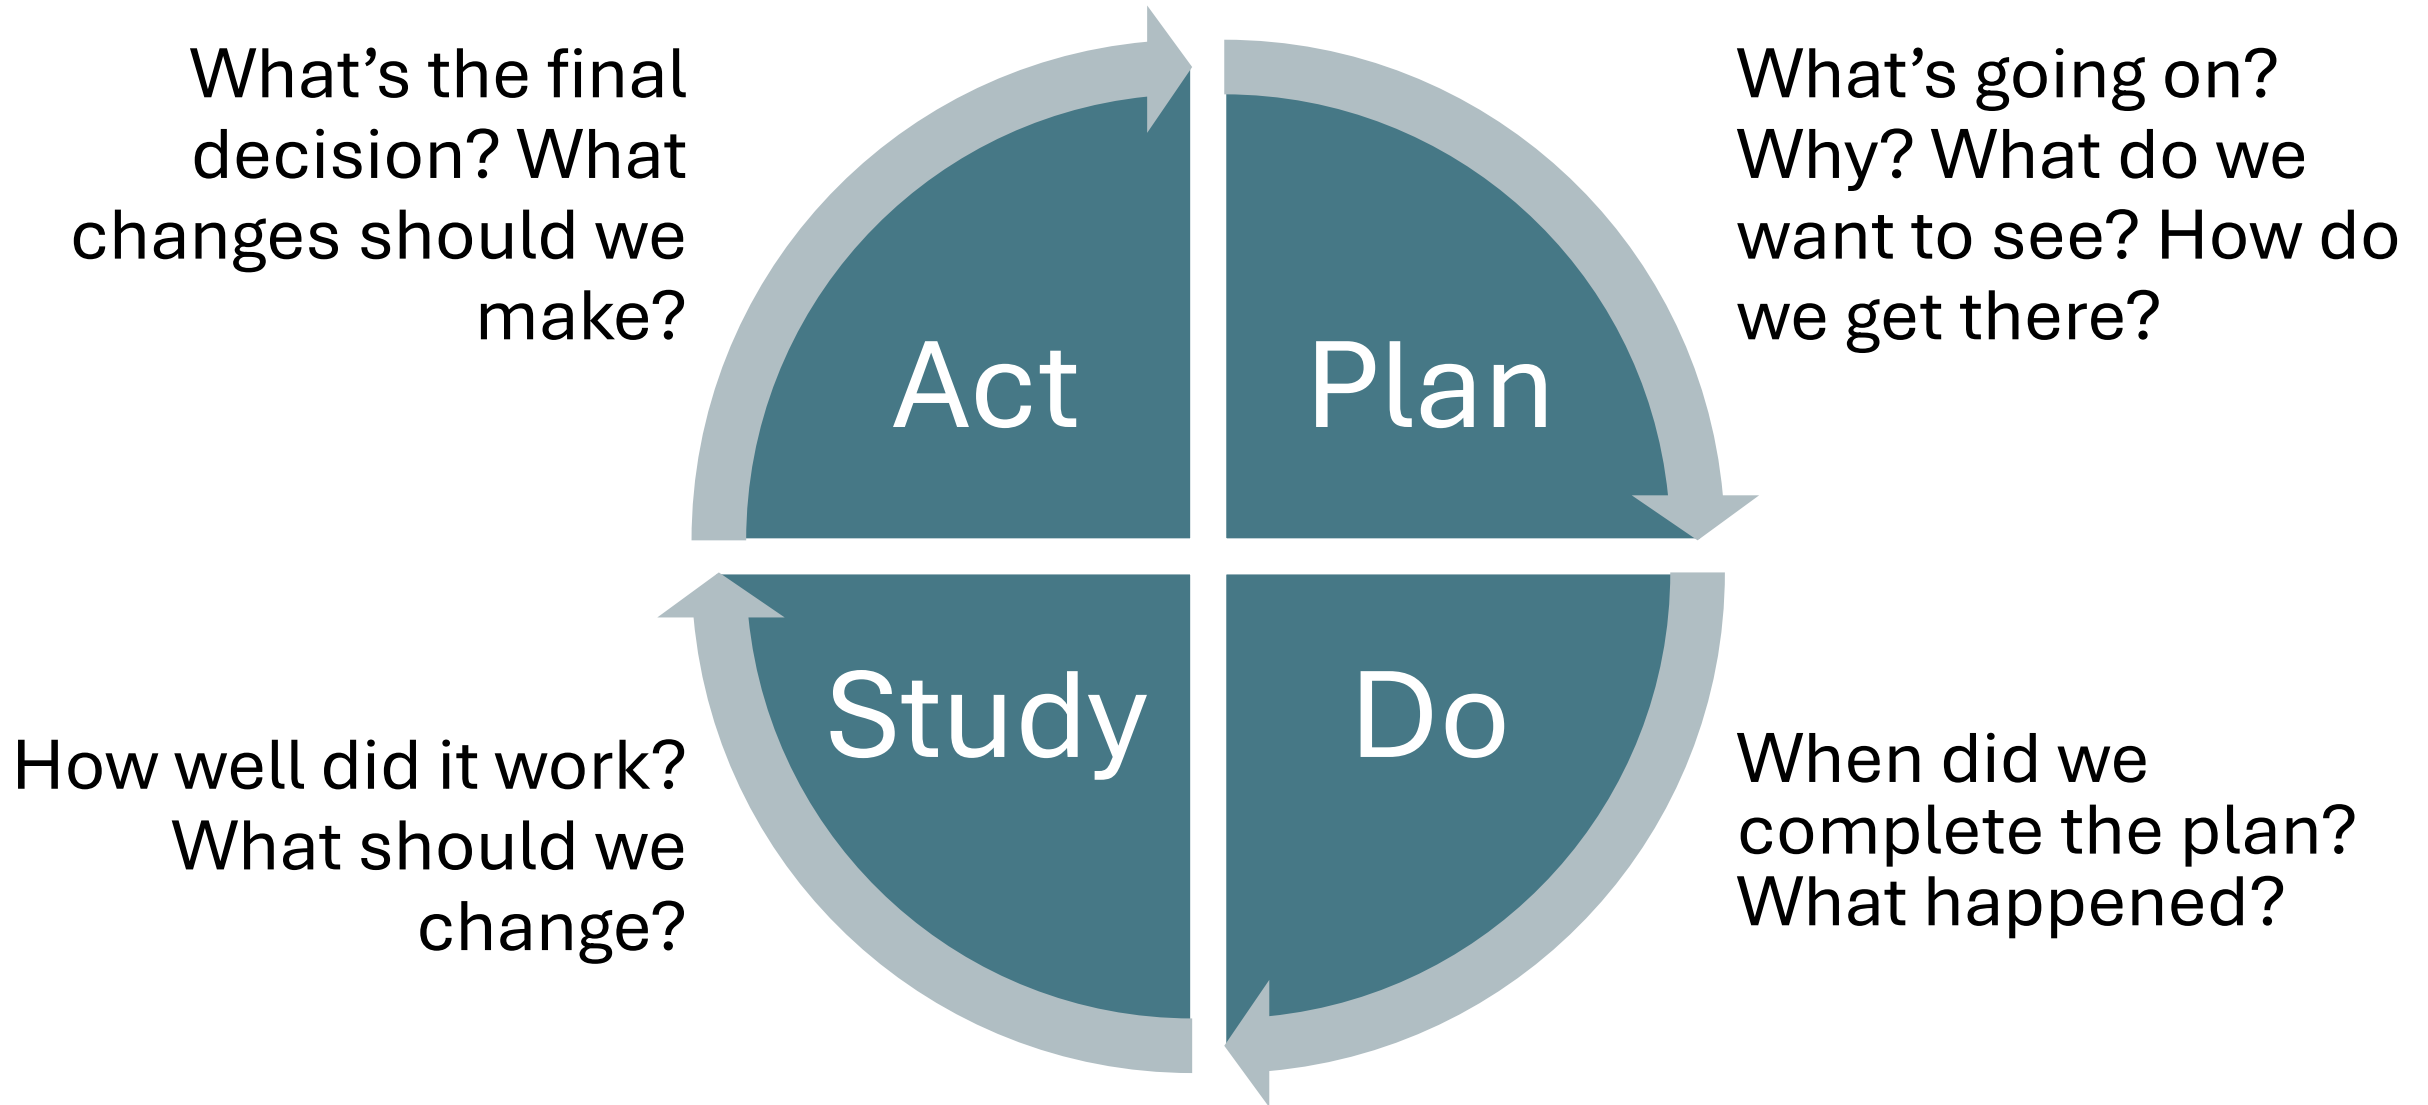 What’s the final
decision? What
changes should we
make?
Act
Plan
What’s going on?
Why? What do we
want to see? How do
we get there?
How well did it work?
What should we
change?
Study
Do
When did we
complete the plan?
What happened?